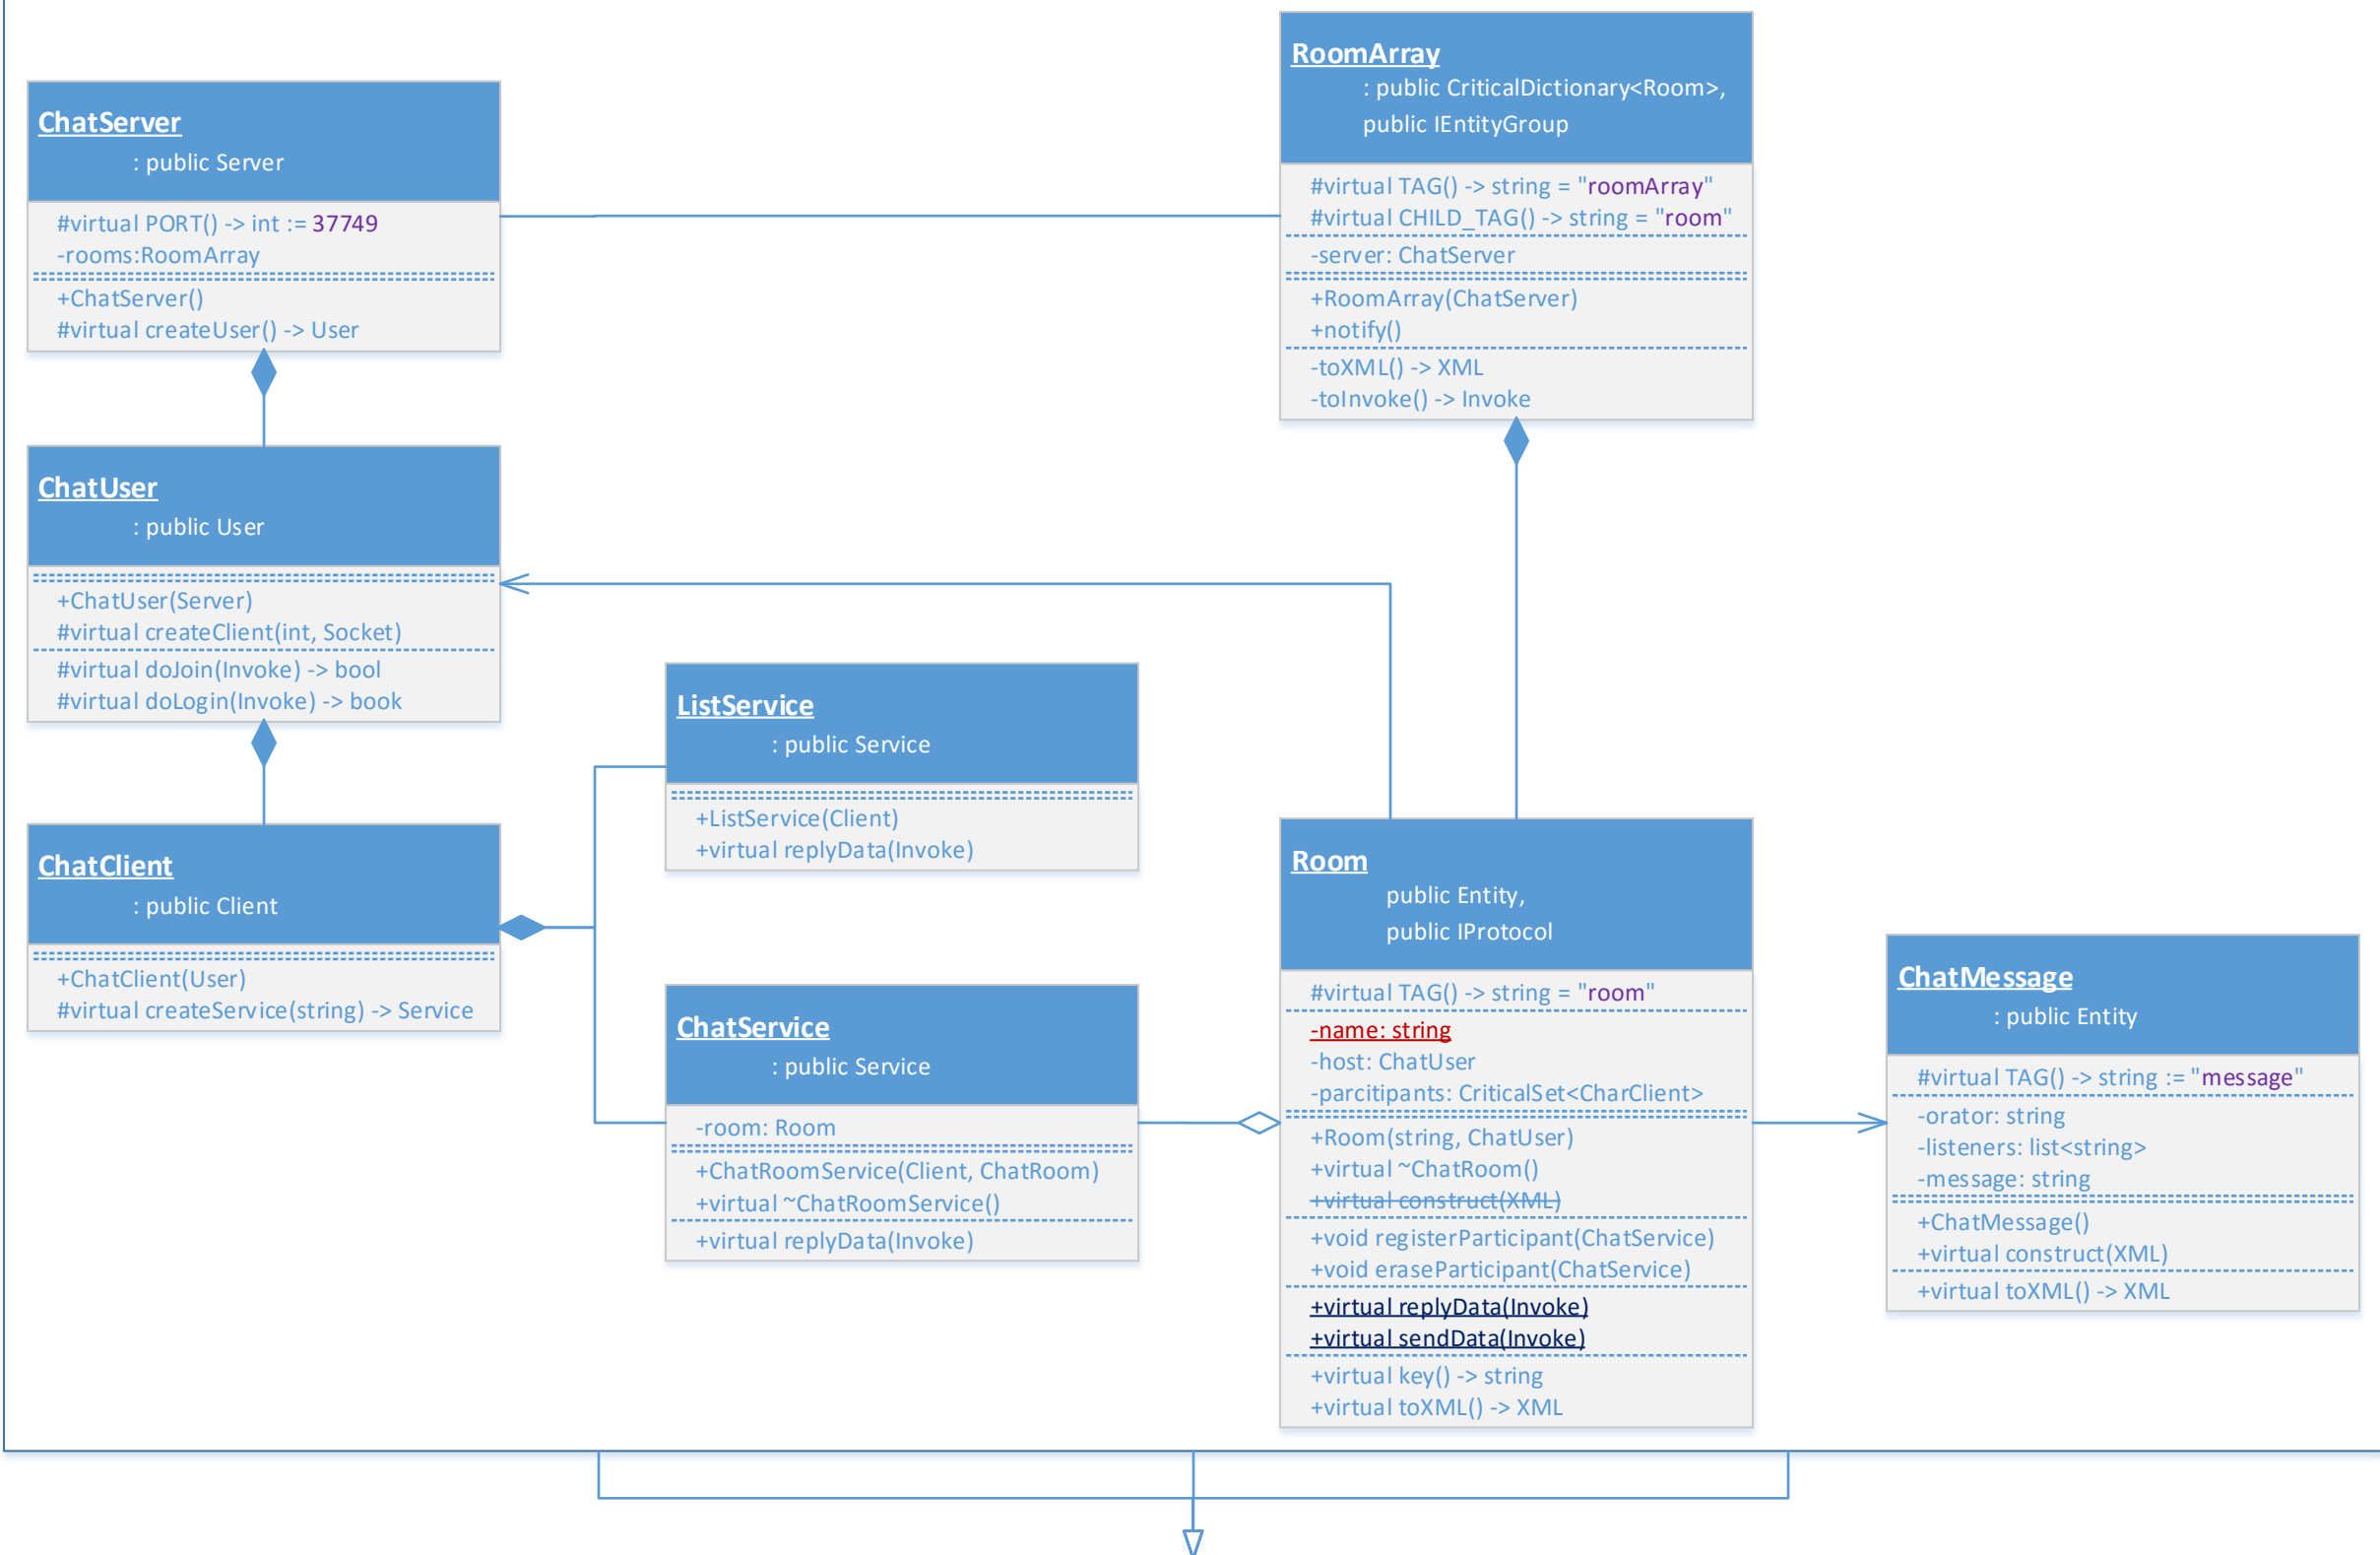 ChatServer
: public Server
#virtual PORT() -> int := 37749
-rooms:RoomArray
+ChatServer()
#virtual createUser() -> User
RoomArray
: public CriticalDictionary<Room>,
public IEntityGroup
#virtual TAG() -> string = "roomArray"
#virtual CHILD_TAG() -> string = "room"
-server: ChatServer
+RoomArray(ChatServer)
+notify()
-toXML() -> XML
-toInvoke() -> Invoke
ChatUser
: public User
+ChatUser(Server)
#virtual createClient(int, Socket)
#virtual doJoin(Invoke) -> bool
#virtual doLogin(Invoke) -> book
ListService
: public Service
+ListService(Client)
+virtual replyData(Invoke)
ChatClient
: public Client
+ChatClient(User)
#virtual createService(string) -> Service
ChatService
: public Service
-room: Room
+ChatRoomService(Client, ChatRoom)
+virtual ~ChatRoomService()
+virtual replyData(Invoke)
Room
public Entity,
public IProtocol
#virtual TAG() -> string = "room"
-name: string
-host: ChatUser
-parcitipants: CriticalSet<CharClient>
+Room(string, ChatUser)
+virtual ~ChatRoom()
+virtual construct(XML)
+void registerParticipant(ChatService)
+void eraseParticipant(ChatService)
+virtual replyData(Invoke)
+virtual sendData(Invoke)
+virtual key() -> string
+virtual toXML() -> XML
ChatMessage
: public Entity
#virtual TAG() -> string := "message"
-orator: string
-listeners: list<string>
-message: string
+ChatMessage()
+virtual construct(XML)
+virtual toXML() -> XML